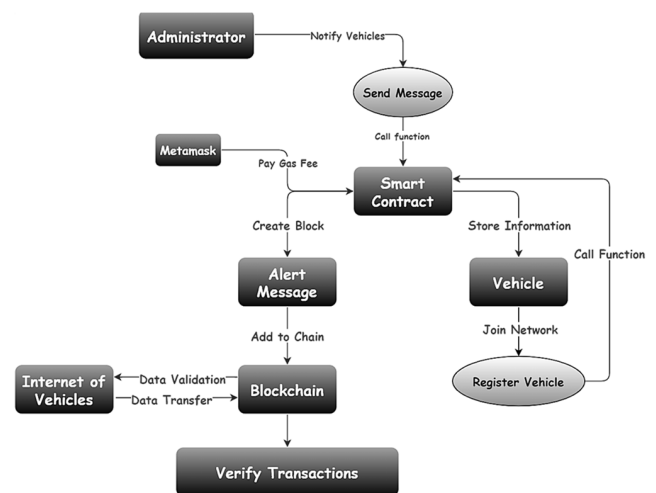 Administrator
Notify Vehicles
Send Message
Call function
Metamask
Pay Gas Fee
Smart
Contract
Create Block
Store Information
Call Function
Alert
Message
Vehicle
Add to Chain
Join Network
Internet of
Vehicles
Data Validation
Data Transfer
Blockchain
Register Vehicle
Verify Transactions